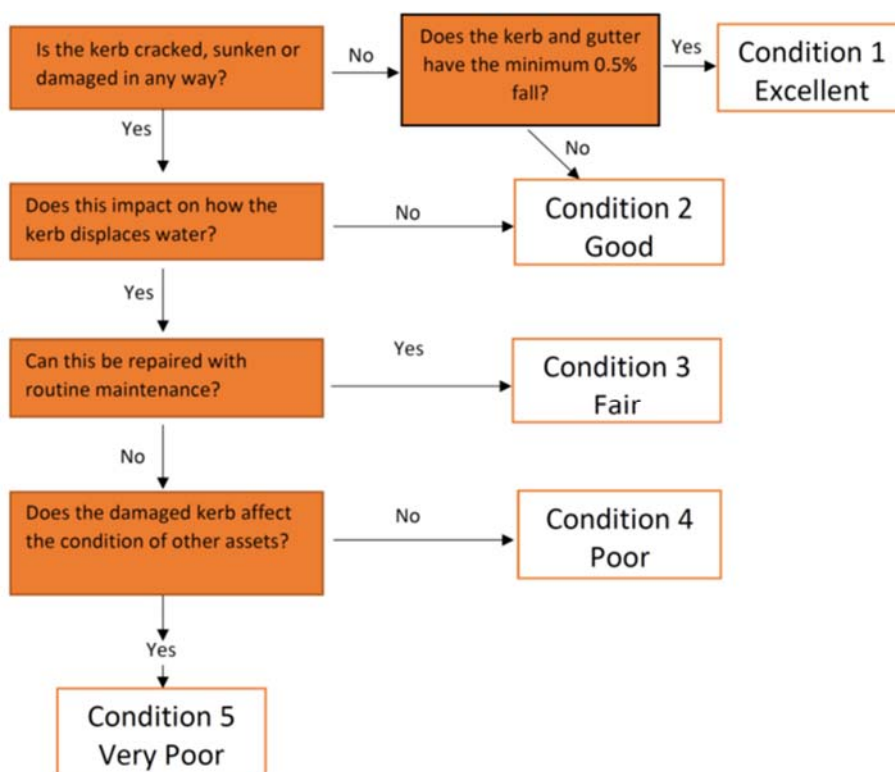 Is the kerb cracked, sunken or
damaged in any way?
No
Does the kerb and gutter
have the minimum 0.5%
fall?
Yes
Condition 1
Excellent
Yes
No
Does this impact on how the
kerb displaces water?
No
Condition 2
Good
Yes
Can this be repaired with
routine maintenance?
Yes
Condition 3
Fair
No
Does the damaged kerb affect
the condition of other assets?
No
Condition 4
Poor
Yes
Condition 5
Very Poor